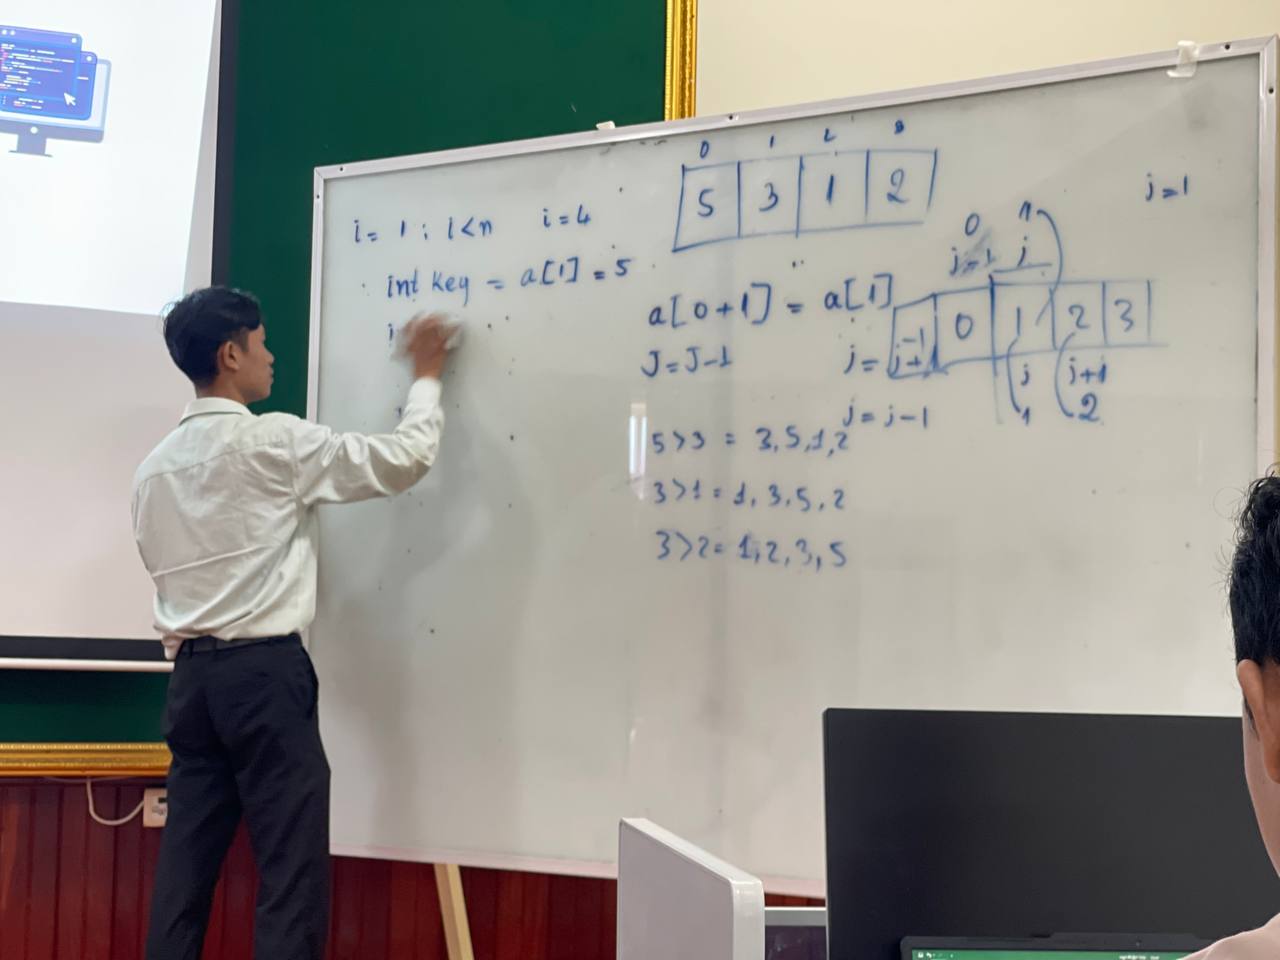 0 1 2 3
5 3 1 2
i = 1 ; i<n i=4
int key = a[1] = 5
a[0+1] = a[1]
J=J-1
5>3 = 3,5,1,2
3>1 = 1, 3, 5, 2
3>2= 1,2,3,5
j=1
0 1
j-1 j
-1 0 1 2 3
j =
j j+1
1 2
j = j-1